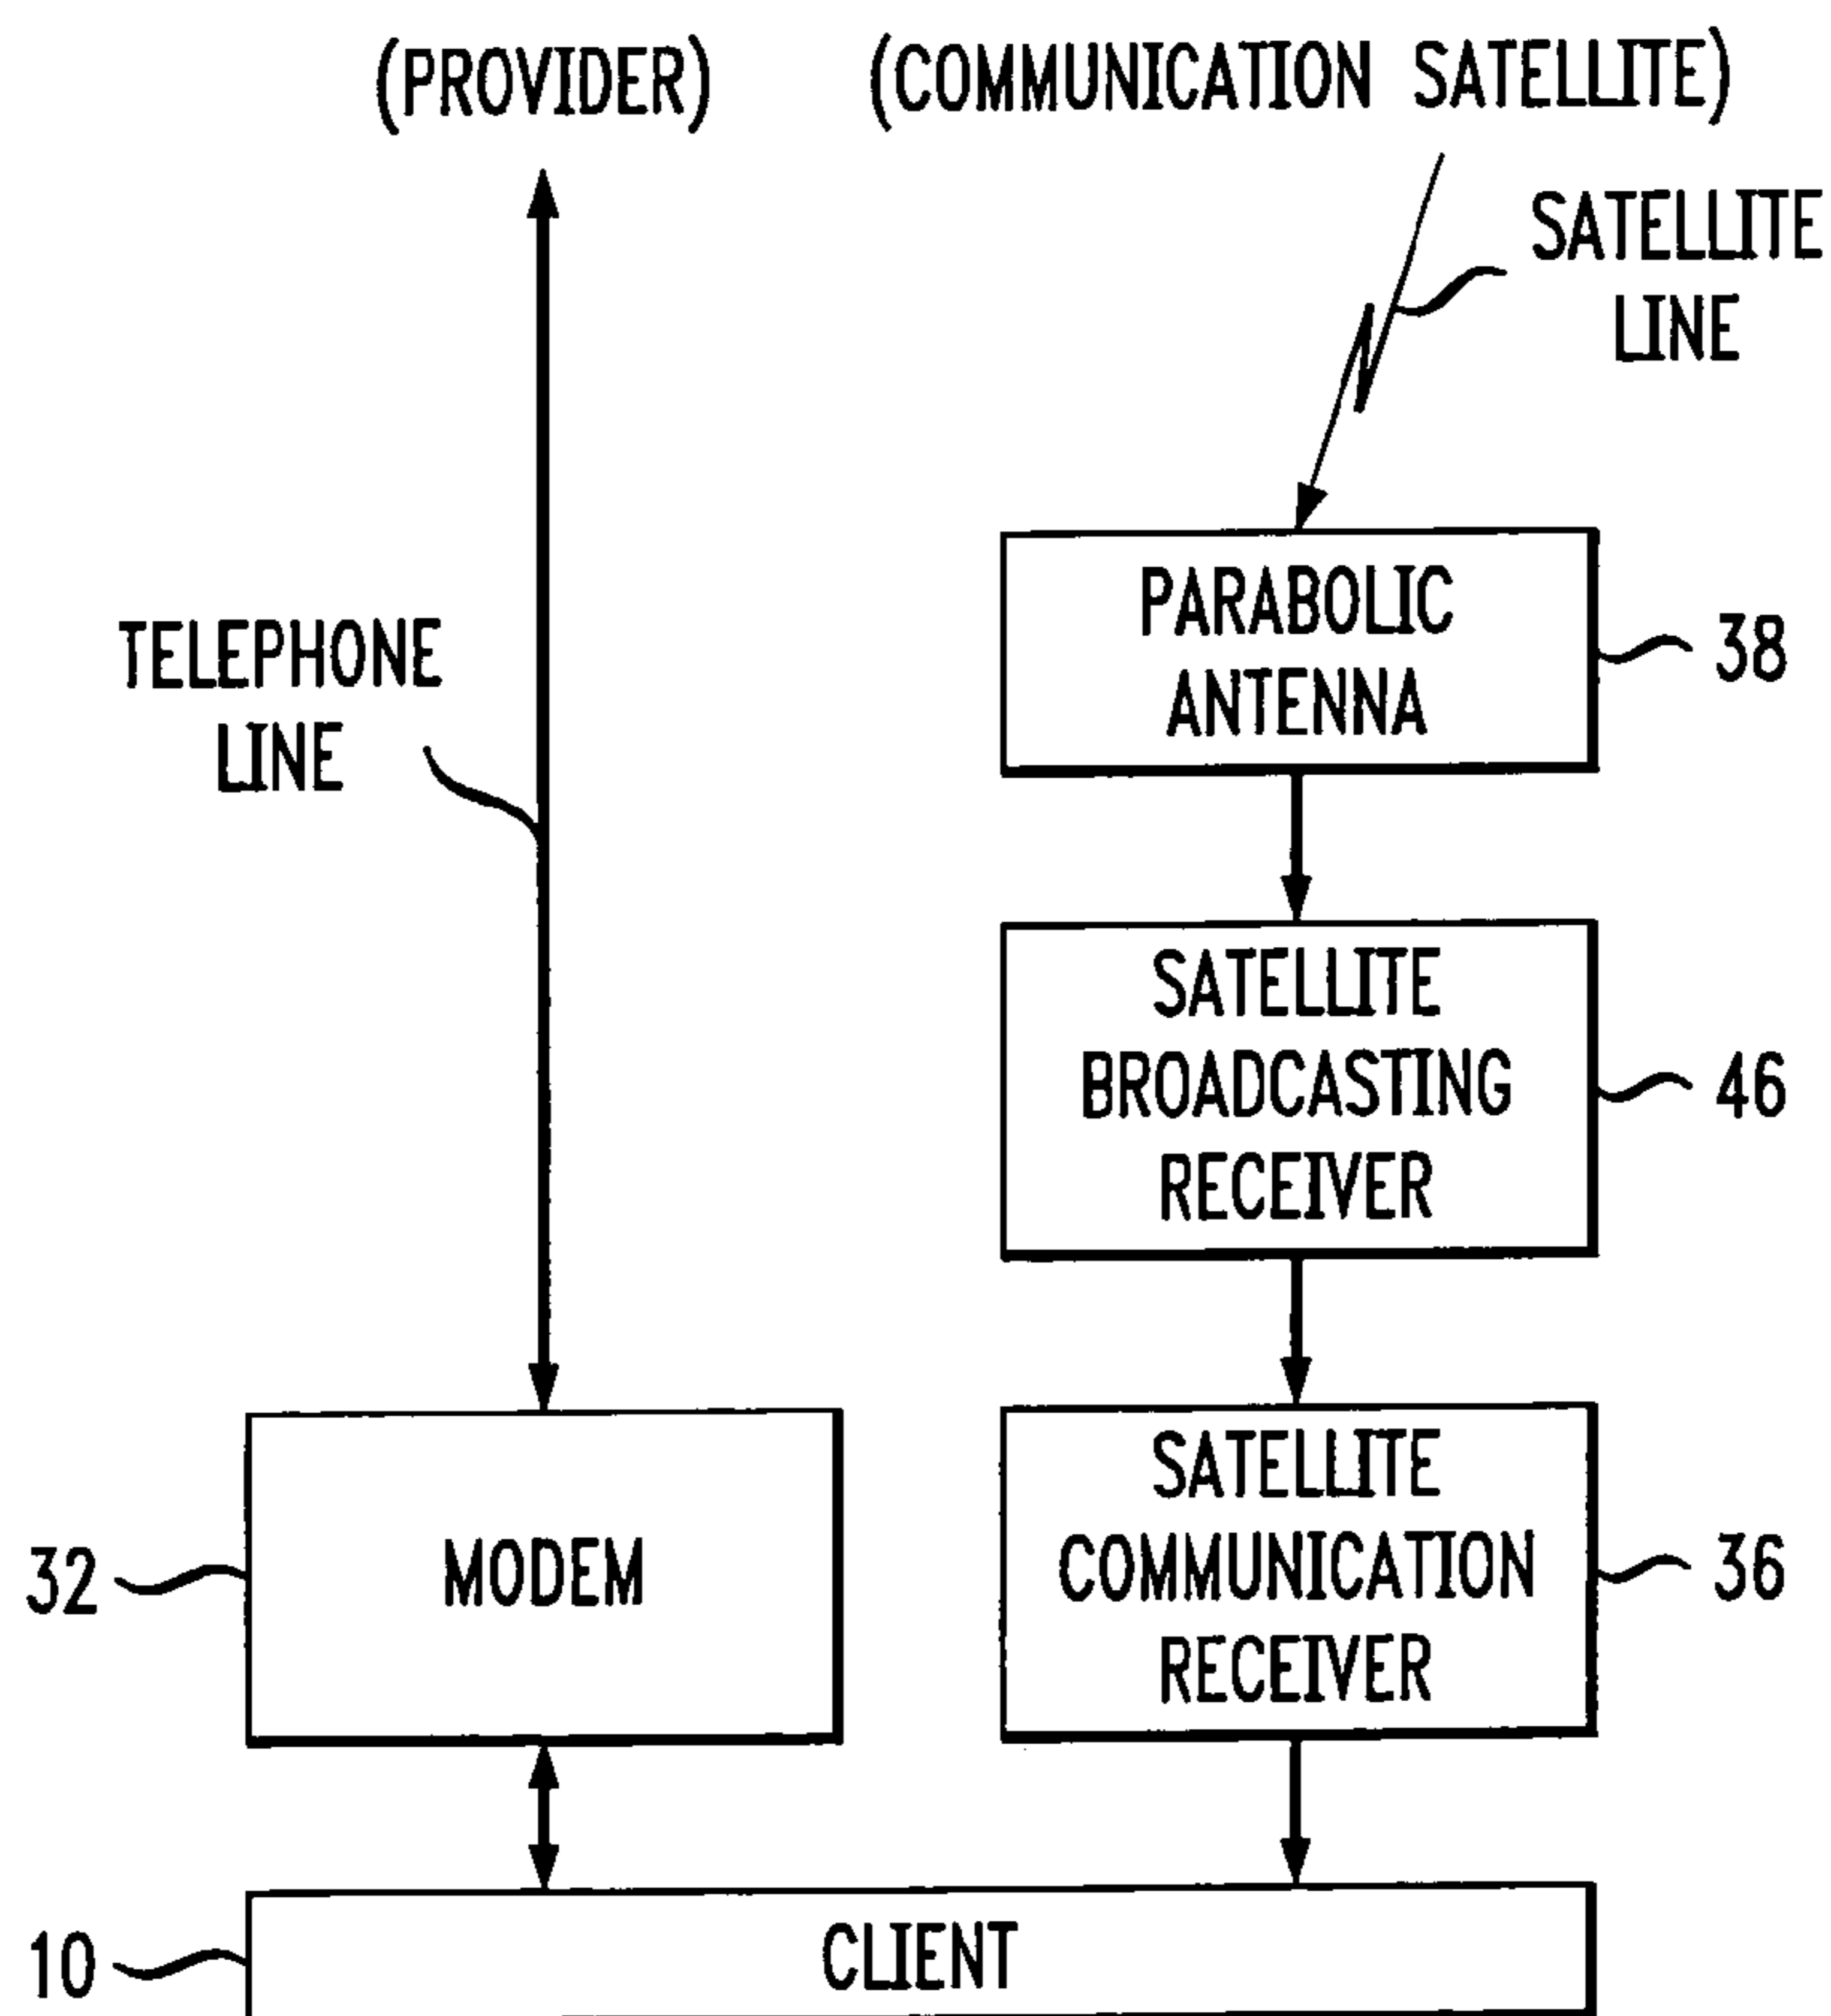 (PROVIDER)
(COMMUNICATION SATELLITE)
SATELLITE
LINE
TELEPHONE
LINE
PARABOLIC
ANTENNA
38
SATELLITE
BROADCASTING
RECEIVER
46
32
MODEM
SATELLITE
COMMUNICATION
RECEIVER
36
10
CLIENT